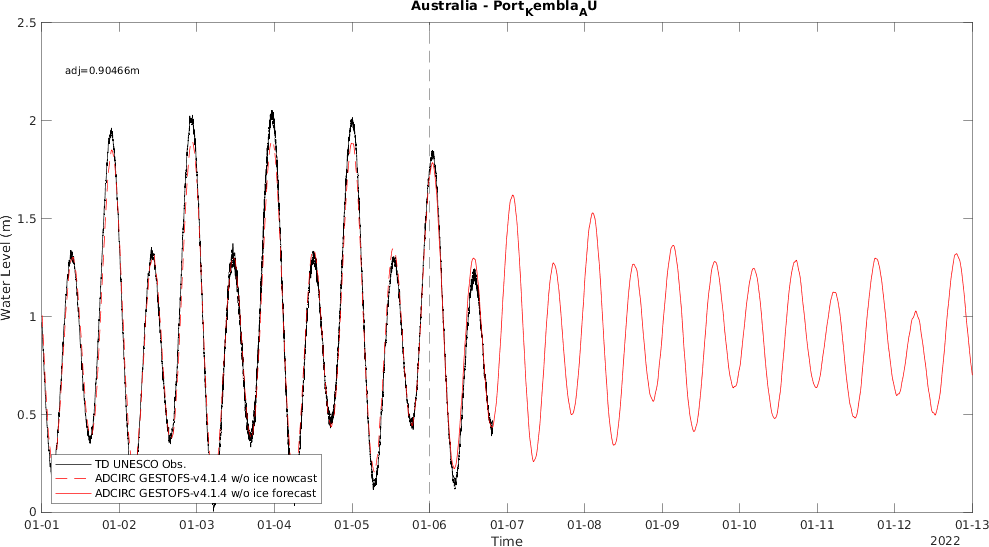 Australia - Port_Kembla_AU
2.5
adj=0.90466m
2
1.5
Water Level (m)
1
0.5
TD UNESCO Obs.
ADCIRC GESTOFS-v4.1.4 w/o ice nowcast
ADCIRC GESTOFS-v4.1.4 w/o ice forecast
0
01-01 01-02 01-03 01-04 01-05 01-06 01-07 01-08 01-09 01-10 01-11 01-12 01-13
Time
2022